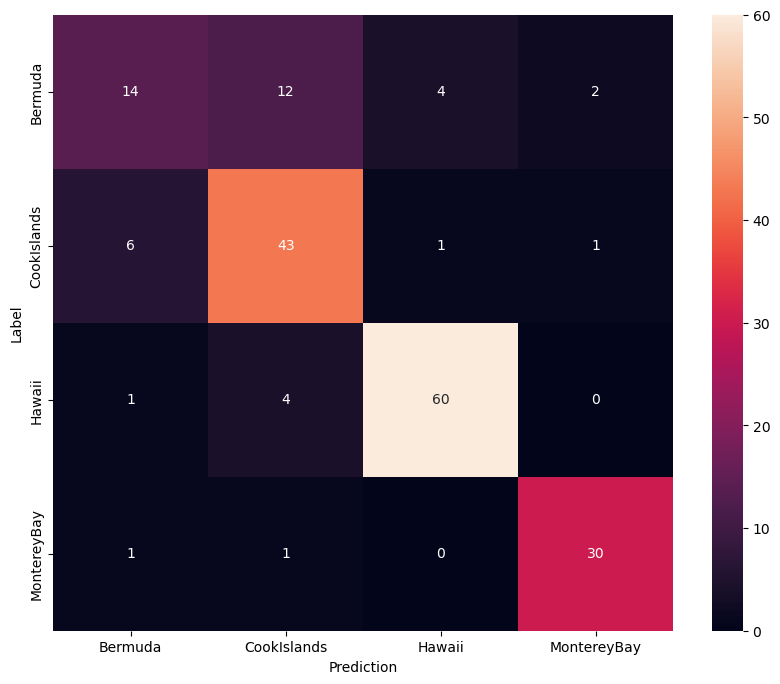 60
Bermuda 14 12 4 2
50
CookIslands 6 43 1 1
40
30
Label
Hawaii 1 4 60 0
20
MontereyBay 1 1 0 30
10
0
Bermuda CookIslands Hawaii MontereyBay
Prediction